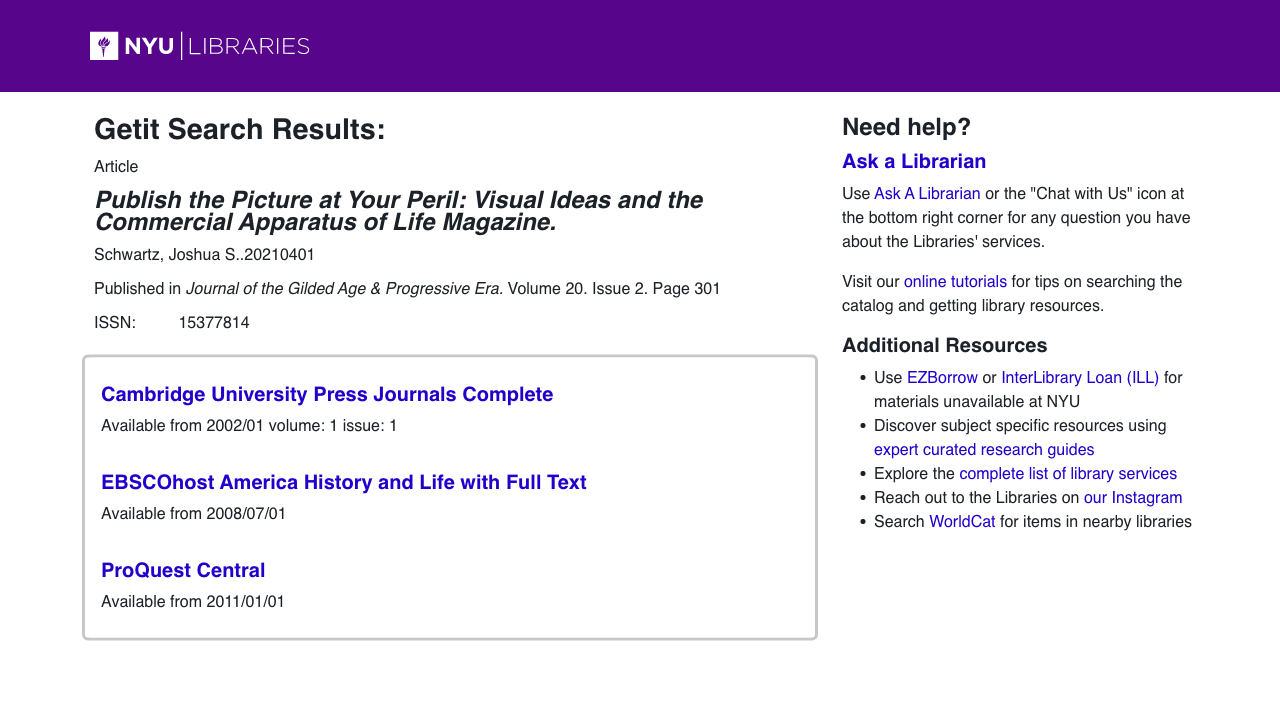 NYU LIBRARIES
Getit Search Results:
Article
Publish the Picture at Your Peril: Visual Ideas and the
Commercial Apparatus of Life Magazine.
Schwartz, Joshua S..20210401
Published in Journal of the Gilded Age & Progressive Era. Volume 20. Issue 2. Page 301
ISSN: 15377814
Cambridge University Press Journals Complete
Available from 2002/01 volume: 1 issue: 1
EBSCOhost America History and Life with Full Text
Available from 2008/07/01
ProQuest Central
Available from 2011/01/01
Need help?
Ask a Librarian
Use Ask A Librarian or the "Chat with Us" icon at
the bottom right corner for any question you have
about the Libraries' services.
Visit our online tutorials for tips on searching the
catalog and getting library resources.
Additional Resources
• Use EZBorrow or InterLibrary Loan (ILL) for
materials unavailable at NYU
• Discover subject specific resources using
expert curated research guides
• Explore the complete list of library services
• Reach out to the Libraries on our Instagram
• Search WorldCat for items in nearby libraries